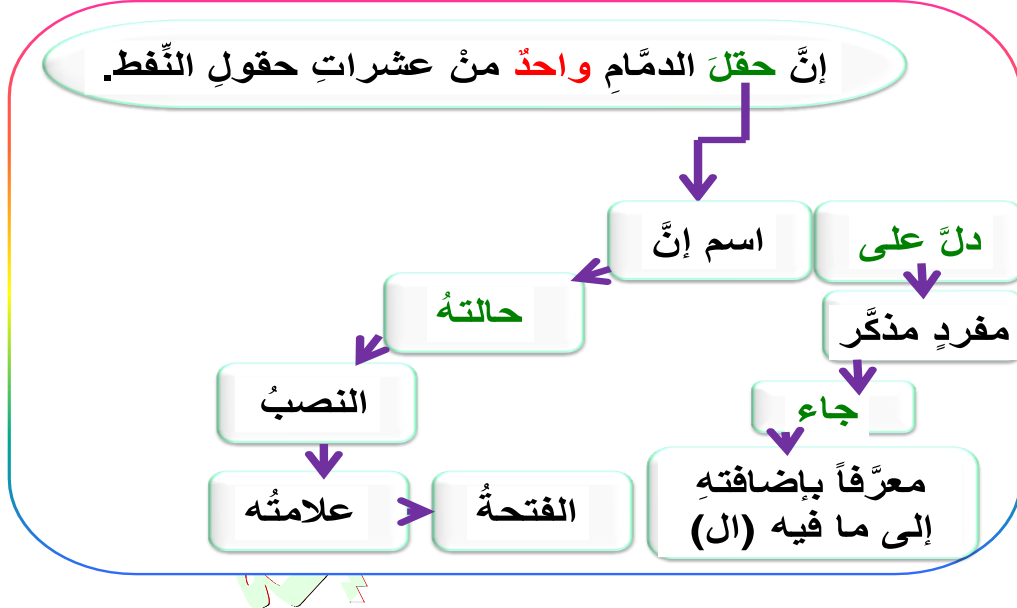 إنَّ حقلَ الدمَّامِ واحدٌ منْ عشراتِ حقولِ النِّفط.
دلَّ على
اسم إنَّ
حالتهُ
مفردٍ مذكَّر
النصبُ
جاء
معرَّفاً بإضافتهِ
إلى ما فيه (ال)
الفتحةُ
علامتُه